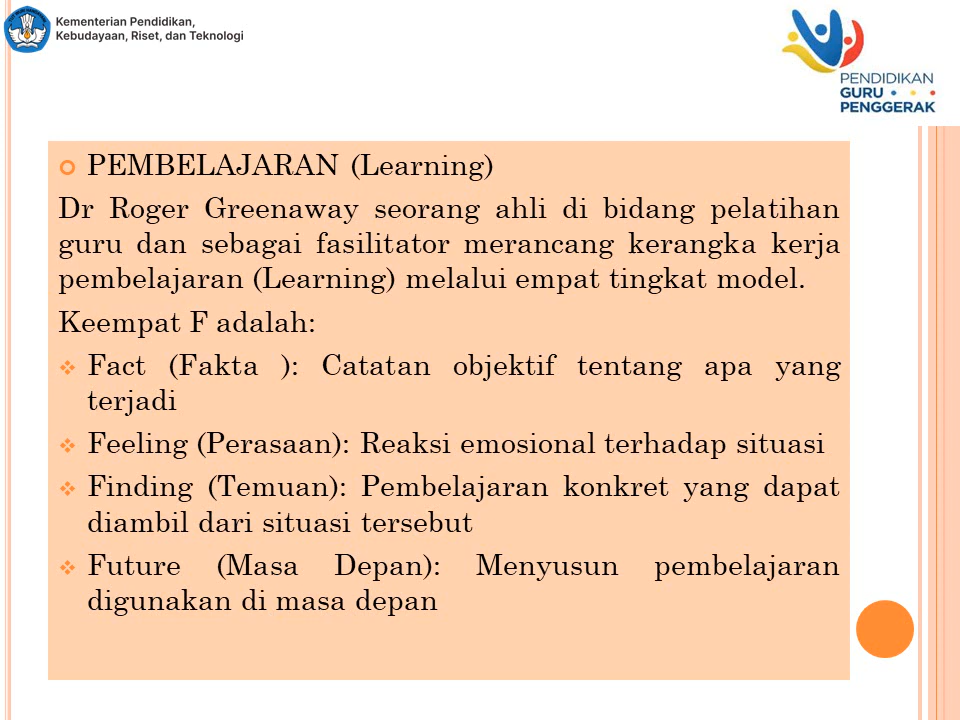 Kementerian Pendidikan,
Kebudayaan, Riset, dan Teknologi
PENDIDIKAN
GURU
PENGGERAK
PEMBELAJARAN (Learning)
Dr Roger Greenaway seorang ahli di bidang pelatihan
guru dan sebagai fasilitator merancang kerangka kerja
pembelajaran (Learning) melalui empat tingkat model.
Keempat F adalah:
Fact (Fakta ): Catatan objektif tentang apa yang
terjadi
Feeling (Perasaan): Reaksi emosional terhadap situasi
Finding (Temuan): Pembelajaran konkret yang dapat
diambil dari situasi tersebut
Future (Masa Depan): Menyusun pembelajaran
digunakan di masa depan